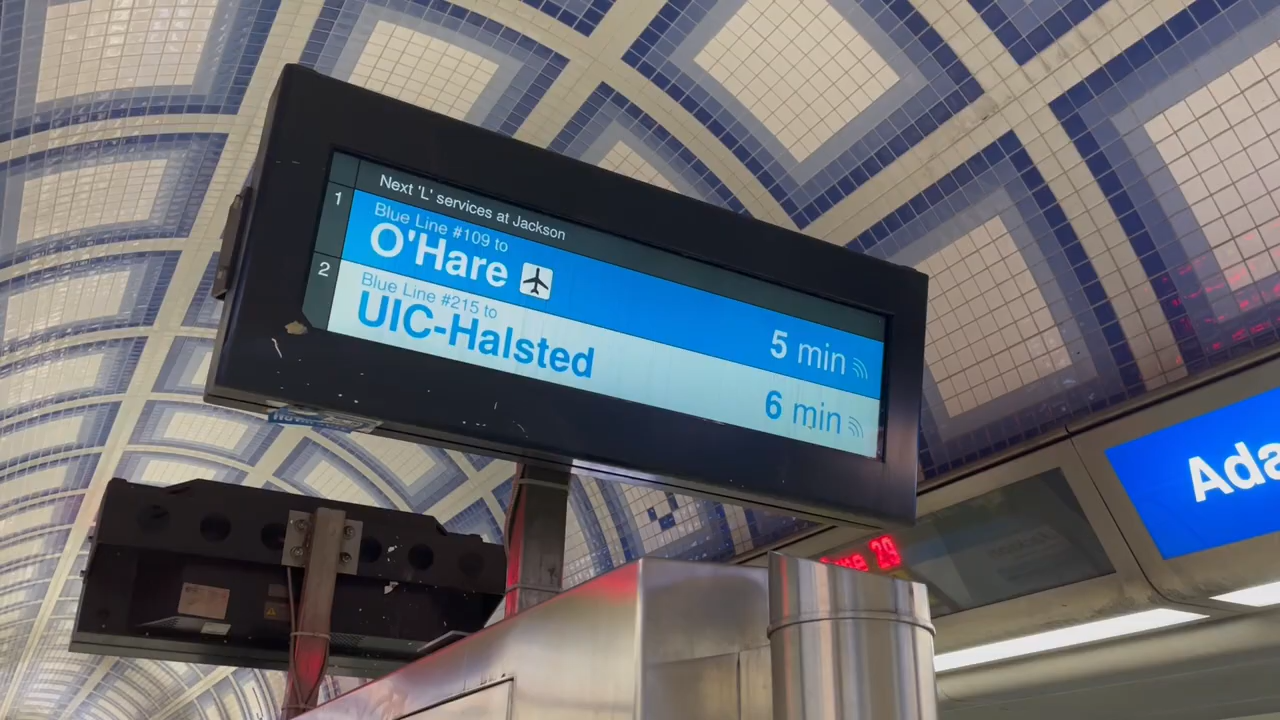 Next 'L' services at Jackson
1
Blue Line #109 to
O'Hare
5 min
2
Blue Line #215 to
UIC-Halsted
6 min
29
Ada